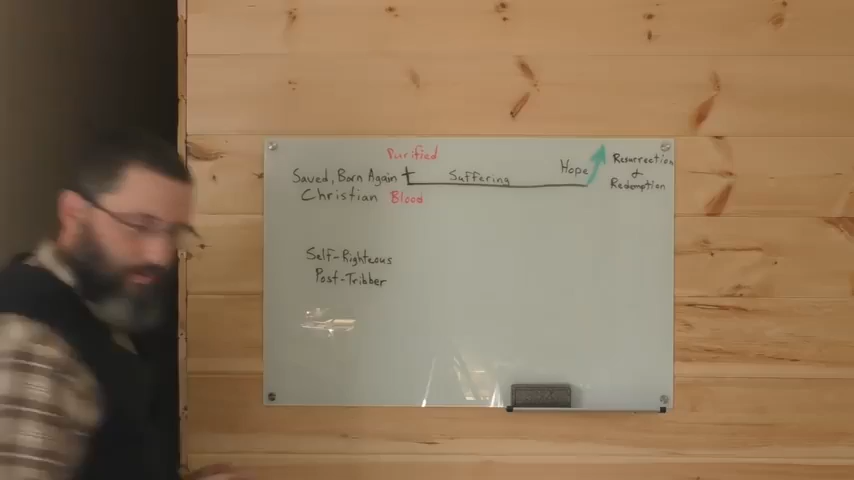 Purified
Saved, Born Again
Christian
Blood
Suffering
Hope
Resurrection
&
Redemption
Self-Righteous
Post-Tribber